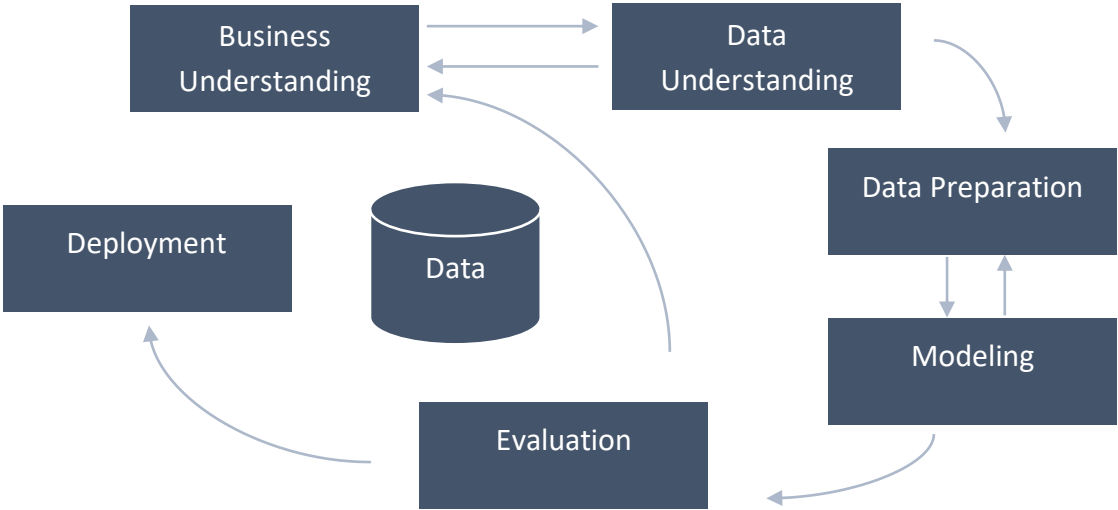 Business
Understanding
Data
Understanding
Data Preparation
Deployment
Data
Modeling
Evaluation